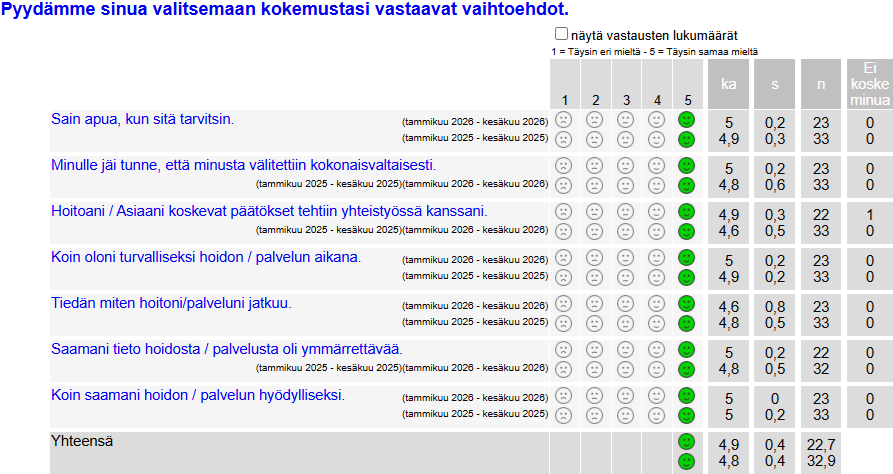 Pyydämme sinua valitsemaan kokemustasi vastaavat vaihtoehdot.
näytä vastausten lukumäärät
1 = Täysin eri mieltä - 5 = Täysin samaa mieltä
1 2 3 4 5 ka s n Ei koske minua
Sain apua, kun sitä tarvitsin. (tammikuu 2026 - kesäkuu 2026) 5 0,2 23 0
(tammikuu 2025 - kesäkuu 2025) 4,9 0,3 33 0
Minulle jäi tunne, että minusta välitettiin kokonaisvaltaisesti. 5 0,2 23 0
(tammikuu 2025 - kesäkuu 2025)(tammikuu 2026 - kesäkuu 2026) 4,8 0,6 33 0
Hoitoani / Asiaani koskevat päätökset tehtiin yhteistyössä kanssani. 4,9 0,3 22 1
(tammikuu 2025 - kesäkuu 2025)(tammikuu 2026 - kesäkuu 2026) 4,6 0,5 33 0
Koin oloni turvalliseksi hoidon / palvelun aikana. (tammikuu 2026 - kesäkuu 2026) 5 0,2 23 0
(tammikuu 2025 - kesäkuu 2025) 4,9 0,2 33 0
Tiedän miten hoitoni/palveluni jatkuu. (tammikuu 2026 - kesäkuu 2026) 4,6 0,8 23 0
(tammikuu 2025 - kesäkuu 2025) 4,8 0,5 33 0
Saamani tieto hoidosta / palvelusta oli ymmärrettävää. 5 0,2 22 0
(tammikuu 2025 - kesäkuu 2025)(tammikuu 2026 - kesäkuu 2026) 4,8 0,5 32 0
Koin saamani hoidon / palvelun hyödylliseksi. (tammikuu 2026 - kesäkuu 2026) 5 0 23 0
(tammikuu 2025 - kesäkuu 2025) 5 0,2 33 0
Yhteensä 4,9 0,4 22,7
4,8 0,4 32,9